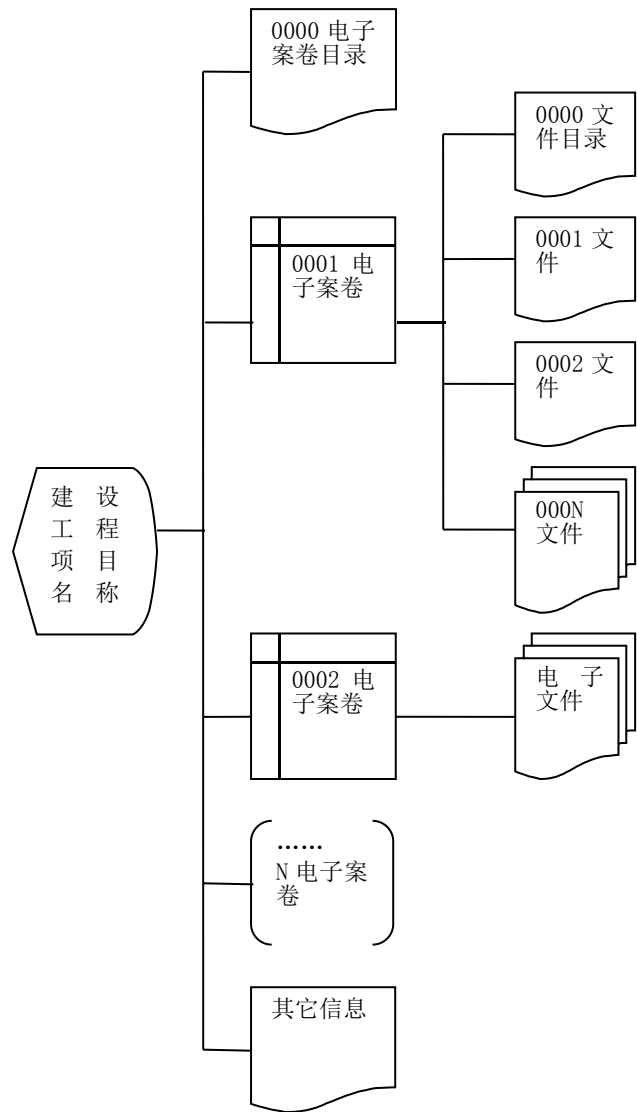 0000 电子
案卷目录
0000 文
件目录
0001 文
件
0001 电
子案卷
0002 文
件
000N
文件
建 设
工 程
项 目
名 称
0002 电
子案卷
电 子
文件
……
N 电子案
卷
其它信息